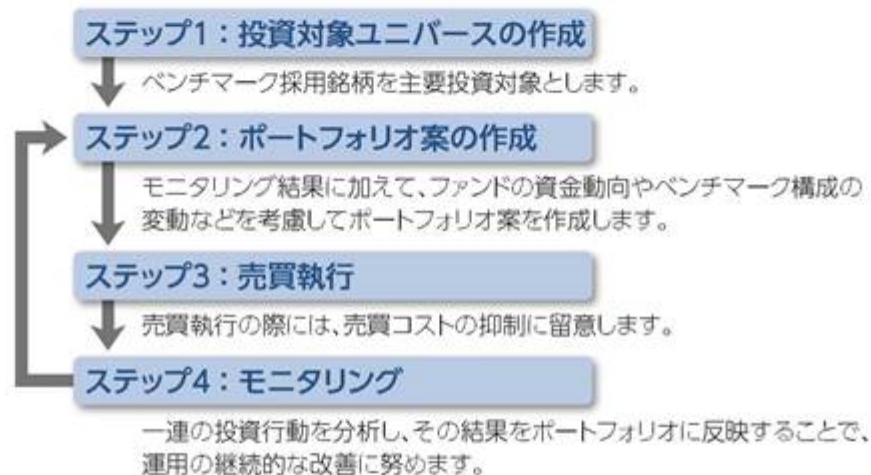 ステップ1：投資対象ユニバースの作成
ベンチマーク採用銘柄を主要投資対象とします。
ステップ2：ポートフォリオ案の作成
モニタリング結果に加えて、ファンドの資金動向やベンチマーク構成の
変動などを考慮してポートフォリオ案を作成します。
ステップ3：売買執行
売買執行の際には、売買コストの抑制に留意します。
ステップ4：モニタリング
一連の投資行動を分析し、その結果をポートフォリオに反映することで、
運用の継続的な改善に努めます。